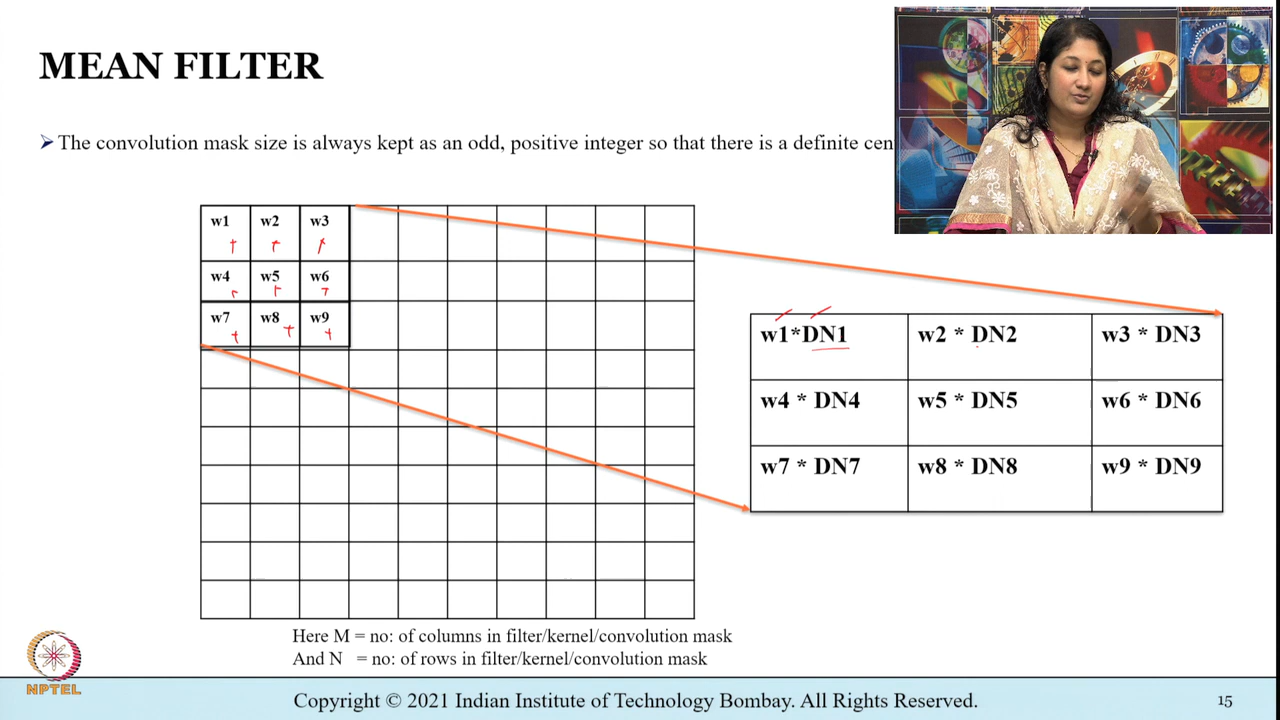 MEAN FILTER
➢ The convolution mask size is always kept as an odd, positive integer so that there is a definite
w1 w2 w3
w4 w5 w6
w7 w8 w9
w1*DN1 w2 * DN2 w3 * DN3
w4 * DN4 w5 * DN5 w6 * DN6
w7 * DN7 w8 * DN8 w9 * DN9
Here M = no: of columns in filter/kernel/convolution mask
And N = no: of rows in filter/kernel/convolution mask
NPTEL
Copyright © 2021 Indian Institute of Technology Bombay. All Rights Reserved.
15